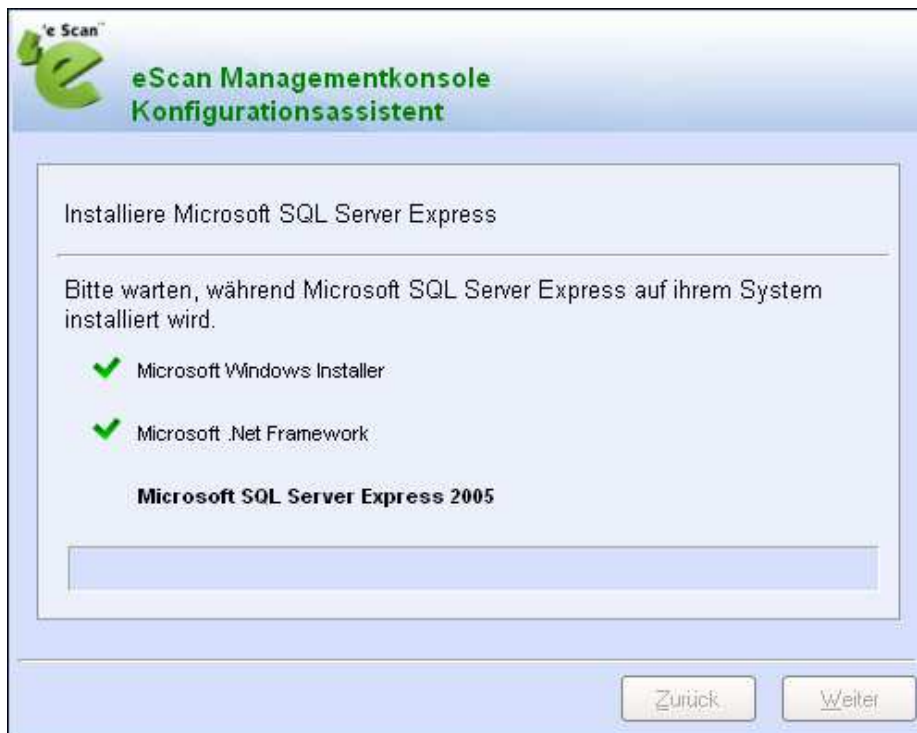 e Scan™
eScan Managementkonsole
Konfigurationsassistent
Installiere Microsoft SQL Server Express
Bitte warten, während Microsoft SQL Server Express auf ihrem System
installiert wird.
Microsoft Windows Installer
Microsoft .Net Framework
Microsoft SQL Server Express 2005
Zurück
Weiter